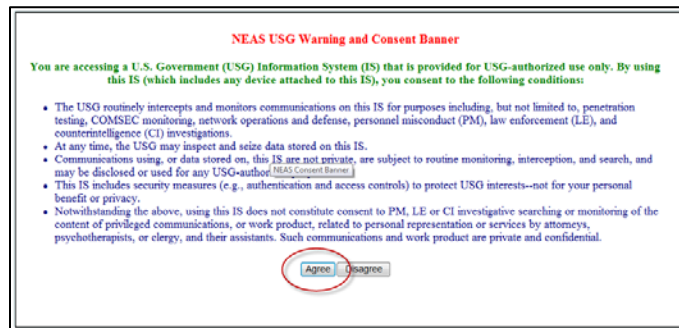 NEAS USG Warning and Consent Banner
You are accessing a U.S. Government (USG) Information System (IS) that is provided for USG-authorized use only. By using
this IS (which includes any device attached to this IS), you consent to the following conditions:
• The USG routinely intercepts and monitors communications on this IS for purposes including, but not limited to, penetration
testing, COMSEC monitoring, network operations and defense, personnel misconduct (PM), law enforcement (LE), and
counterintelligence (CI) investigations.
• At any time, the USG may inspect and seize data stored on this IS.
• Communications using, or data stored on, this IS are not private, are subject to routine monitoring, interception, and search, and
may be disclosed or used for any USG-author
NEAS Consent Banner
• This IS includes security measures (e.g., authentication and access controls) to protect USG interests--not for your personal
benefit or privacy.
• Notwithstanding the above, using this IS does not constitute consent to PM, LE or CI investigative searching or monitoring of the
content of privileged communications, or work product, related to personal representation or services by attorneys,
psychotherapists, or clergy, and their assistants. Such communications and work product are private and confidential.
Agree Disagree